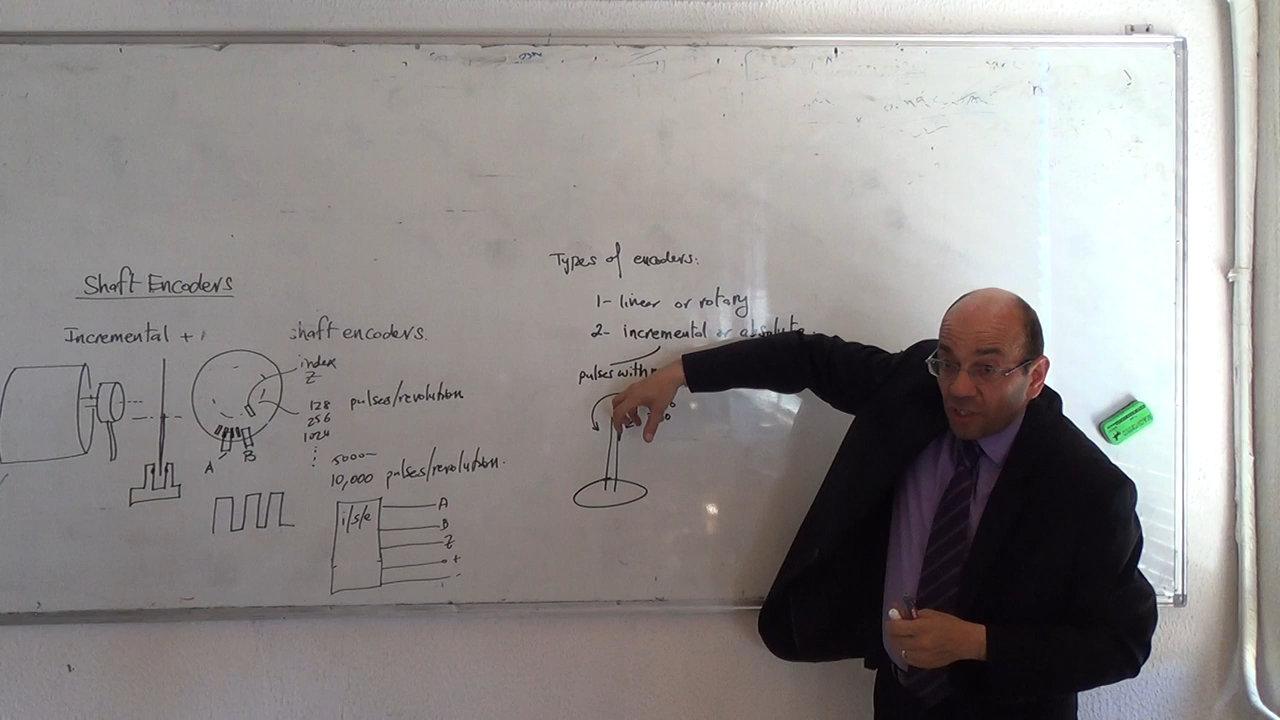 Shaft Encoders
Incremental +
shaft encoders.
index
Z
128 pulses/revolution
256
1024
5000
10,000 pulses/revolution.
A B
i/s/e
A
B
Z
+
-
Types of encoders:
1- linear or rotary
2- incremental or absolute.
pulses with